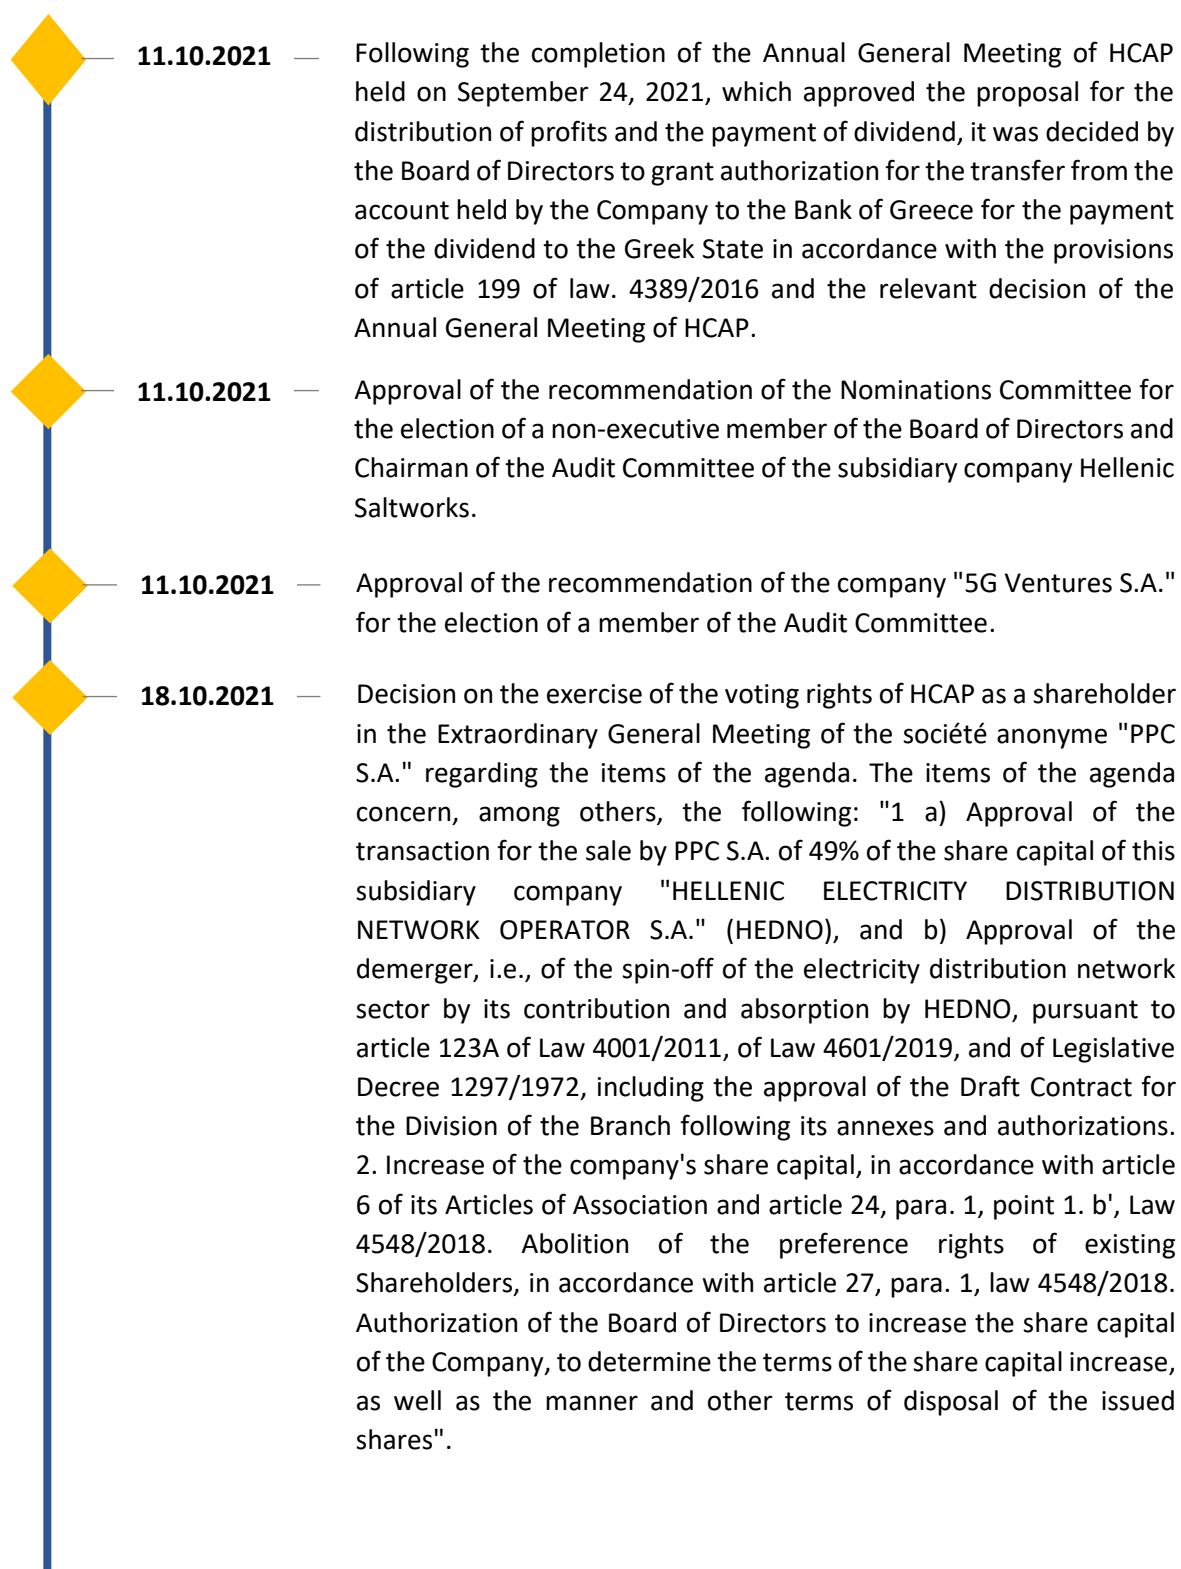 11.10.2021 Following the completion of the Annual General Meeting of HCAP
held on September 24, 2021, which approved the proposal for the
distribution of profits and the payment of dividend, it was decided by
the Board of Directors to grant authorization for the transfer from the
account held by the Company to the Bank of Greece for the payment
of the dividend to the Greek State in accordance with the provisions
of article 199 of law. 4389/2016 and the relevant decision of the
Annual General Meeting of HCAP.
11.10.2021 Approval of the recommendation of the Nominations Committee for
the election of a non-executive member of the Board of Directors and
Chairman of the Audit Committee of the subsidiary company Hellenic
Saltworks.
11.10.2021 Approval of the recommendation of the company "5G Ventures S.A."
for the election of a member of the Audit Committee.
18.10.2021 Decision on the exercise of the voting rights of HCAP as a shareholder
in the Extraordinary General Meeting of the société anonyme "PPC
S.A." regarding the items of the agenda. The items of the agenda
concern, among others, the following: "1 a) Approval of the
transaction for the sale by PPC S.A. of 49% of the share capital of this
subsidiary company "HELLENIC ELECTRICITY DISTRIBUTION
NETWORK OPERATOR S.A." (HEDNO), and b) Approval of the
demerger, i.e., of the spin-off of the electricity distribution network
sector by its contribution and absorption by HEDNO, pursuant to
article 123A of Law 4001/2011, of Law 4601/2019, and of Legislative
Decree 1297/1972, including the approval of the Draft Contract for
the Division of the Branch following its annexes and authorizations.
2. Increase of the company's share capital, in accordance with article
6 of its Articles of Association and article 24, para. 1, point 1. b', Law
4548/2018. Abolition of the preference rights of existing
Shareholders, in accordance with article 27, para. 1, law 4548/2018.
Authorization of the Board of Directors to increase the share capital
of the Company, to determine the terms of the share capital increase,
as well as the manner and other terms of disposal of the issued
shares".